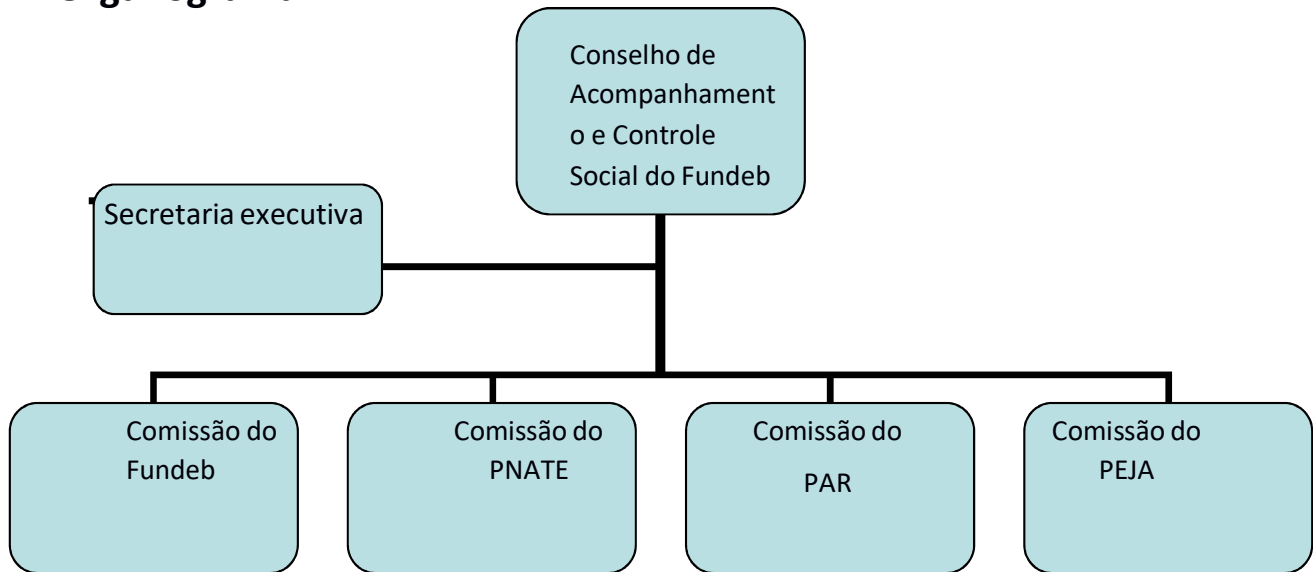 Conselho de
Acompanhament
o e Controle
Social do Fundeb
Secretaria executiva
Comissão do
Fundeb
Comissão do
PNATE
Comissão do
PAR
Comissão do
PEJA